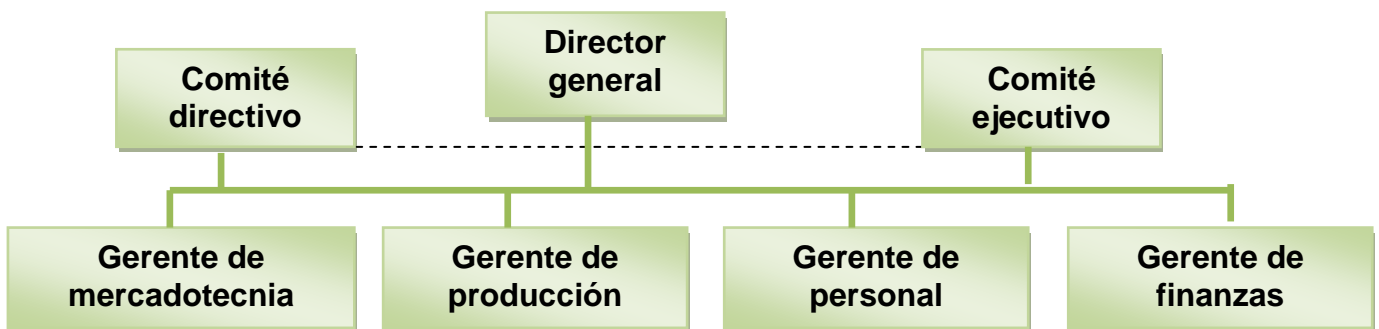 Director
general
Comité
directivo
Comité
ejecutivo
Gerente de
mercadotecnia
Gerente de
producción
Gerente de
personal
Gerente de
finanzas